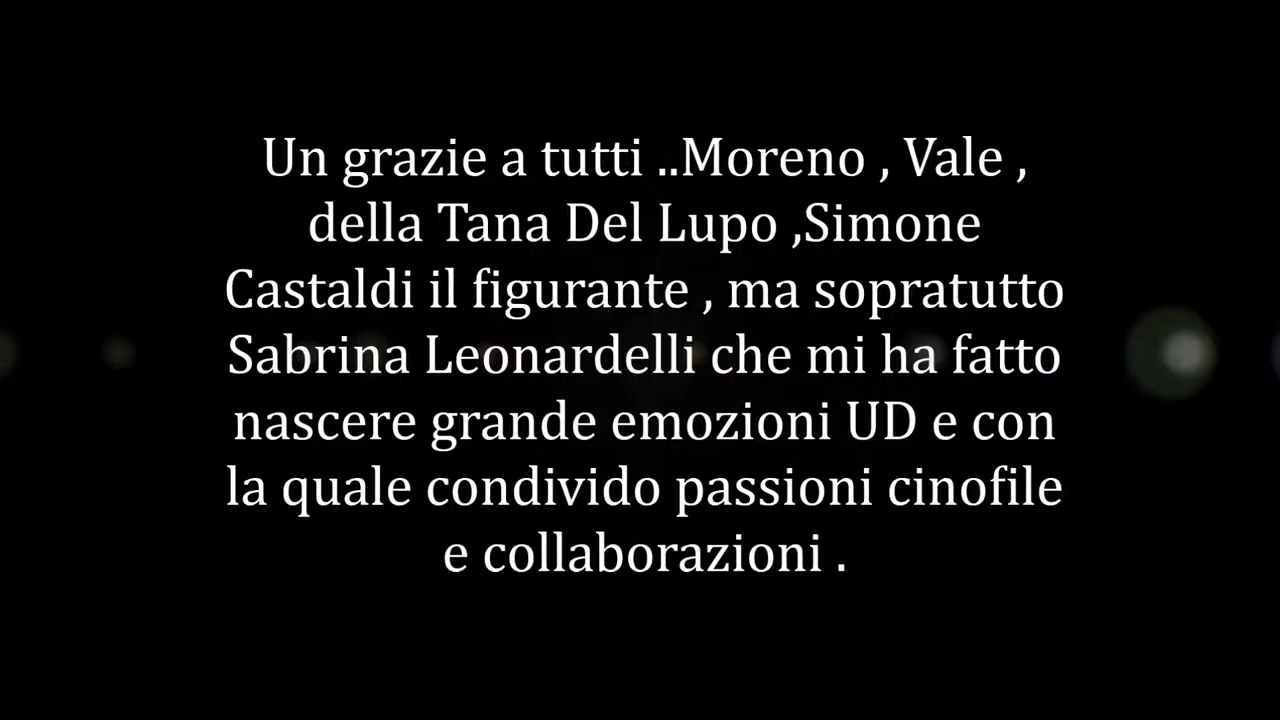 Un grazie a tutti ..Moreno , Vale ,
della Tana Del Lupo ,Simone
Castaldi il figurante , ma sopratutto
Sabrina Leonardelli che mi ha fatto
nascere grande emozioni UD e con
la quale condivido passioni cinofile
e collaborazioni .